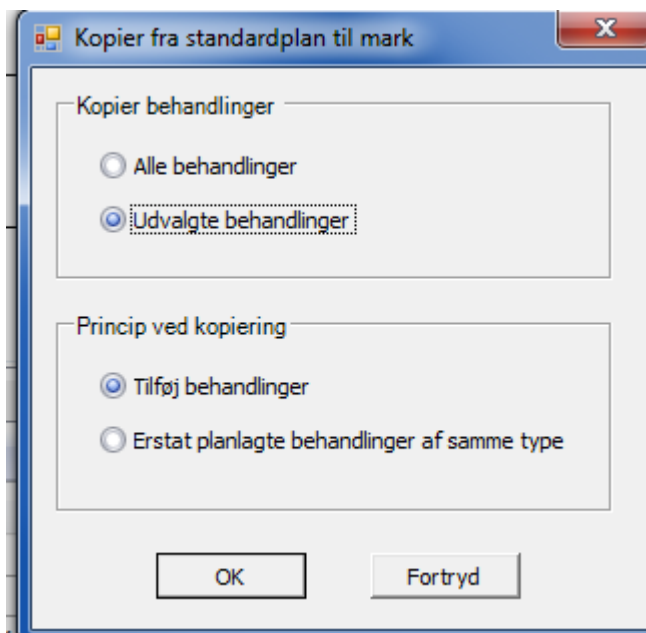 Kopier fra standardplan til mark
Kopier behandlinger
Alle behandlinger
Udvalgte behandlinger
Princip ved kopiering
Tilføj behandlinger
Erstat planlagte behandlinger af samme type
OK
Fortryd